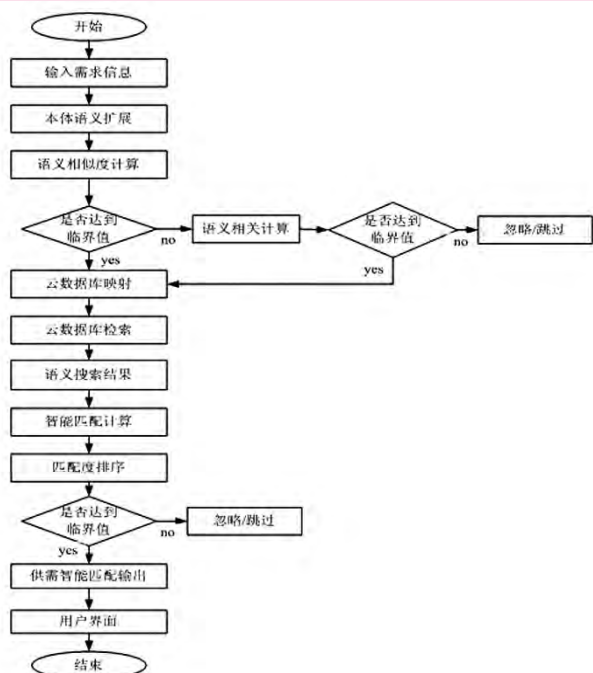 开始
输入需求信息
本体语义扩展
语义相似度计算
是否达到
临界值
no
语义相关计算
是否达到
临界值
no
忽略/跳过
yes
yes
云数据库映射
云数据库检索
语义搜索结果
智能匹配计算
匹配度排序
是否达到
临界值
no
忽略/跳过
yes
供需智能匹配输出
用户界面
结束